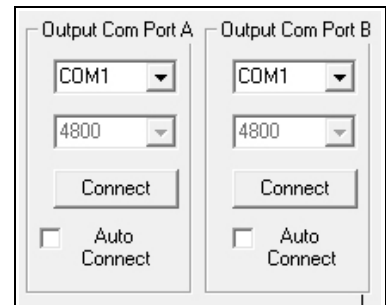 Output Com Port A
COM1
4800
Connect
Auto
Connect
Output Com Port B
COM1
4800
Connect
Auto
Connect